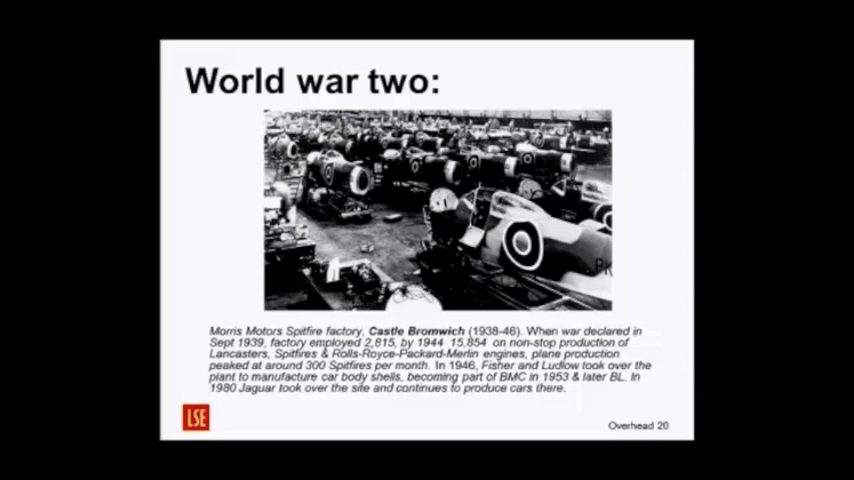 World war two:
PK
Morris Motors Spitfire factory, Castle Bromwich (1938-46). When war declared in
Sept 1939, factory employed 2,815, by 1944 15,854 on non-stop production of
Lancasters, Spitfires & Rolls-Royce-Packard-Merlin engines, plane production
peaked at around 300 Spitfires per month. In 1946, Fisher and Ludlow took over the
plant to manufacture car body shells, becoming part of BMC in 1953 & later BL. In
1980 Jaguar took over the site and continues to produce cars there.
LSE
Overhead 20